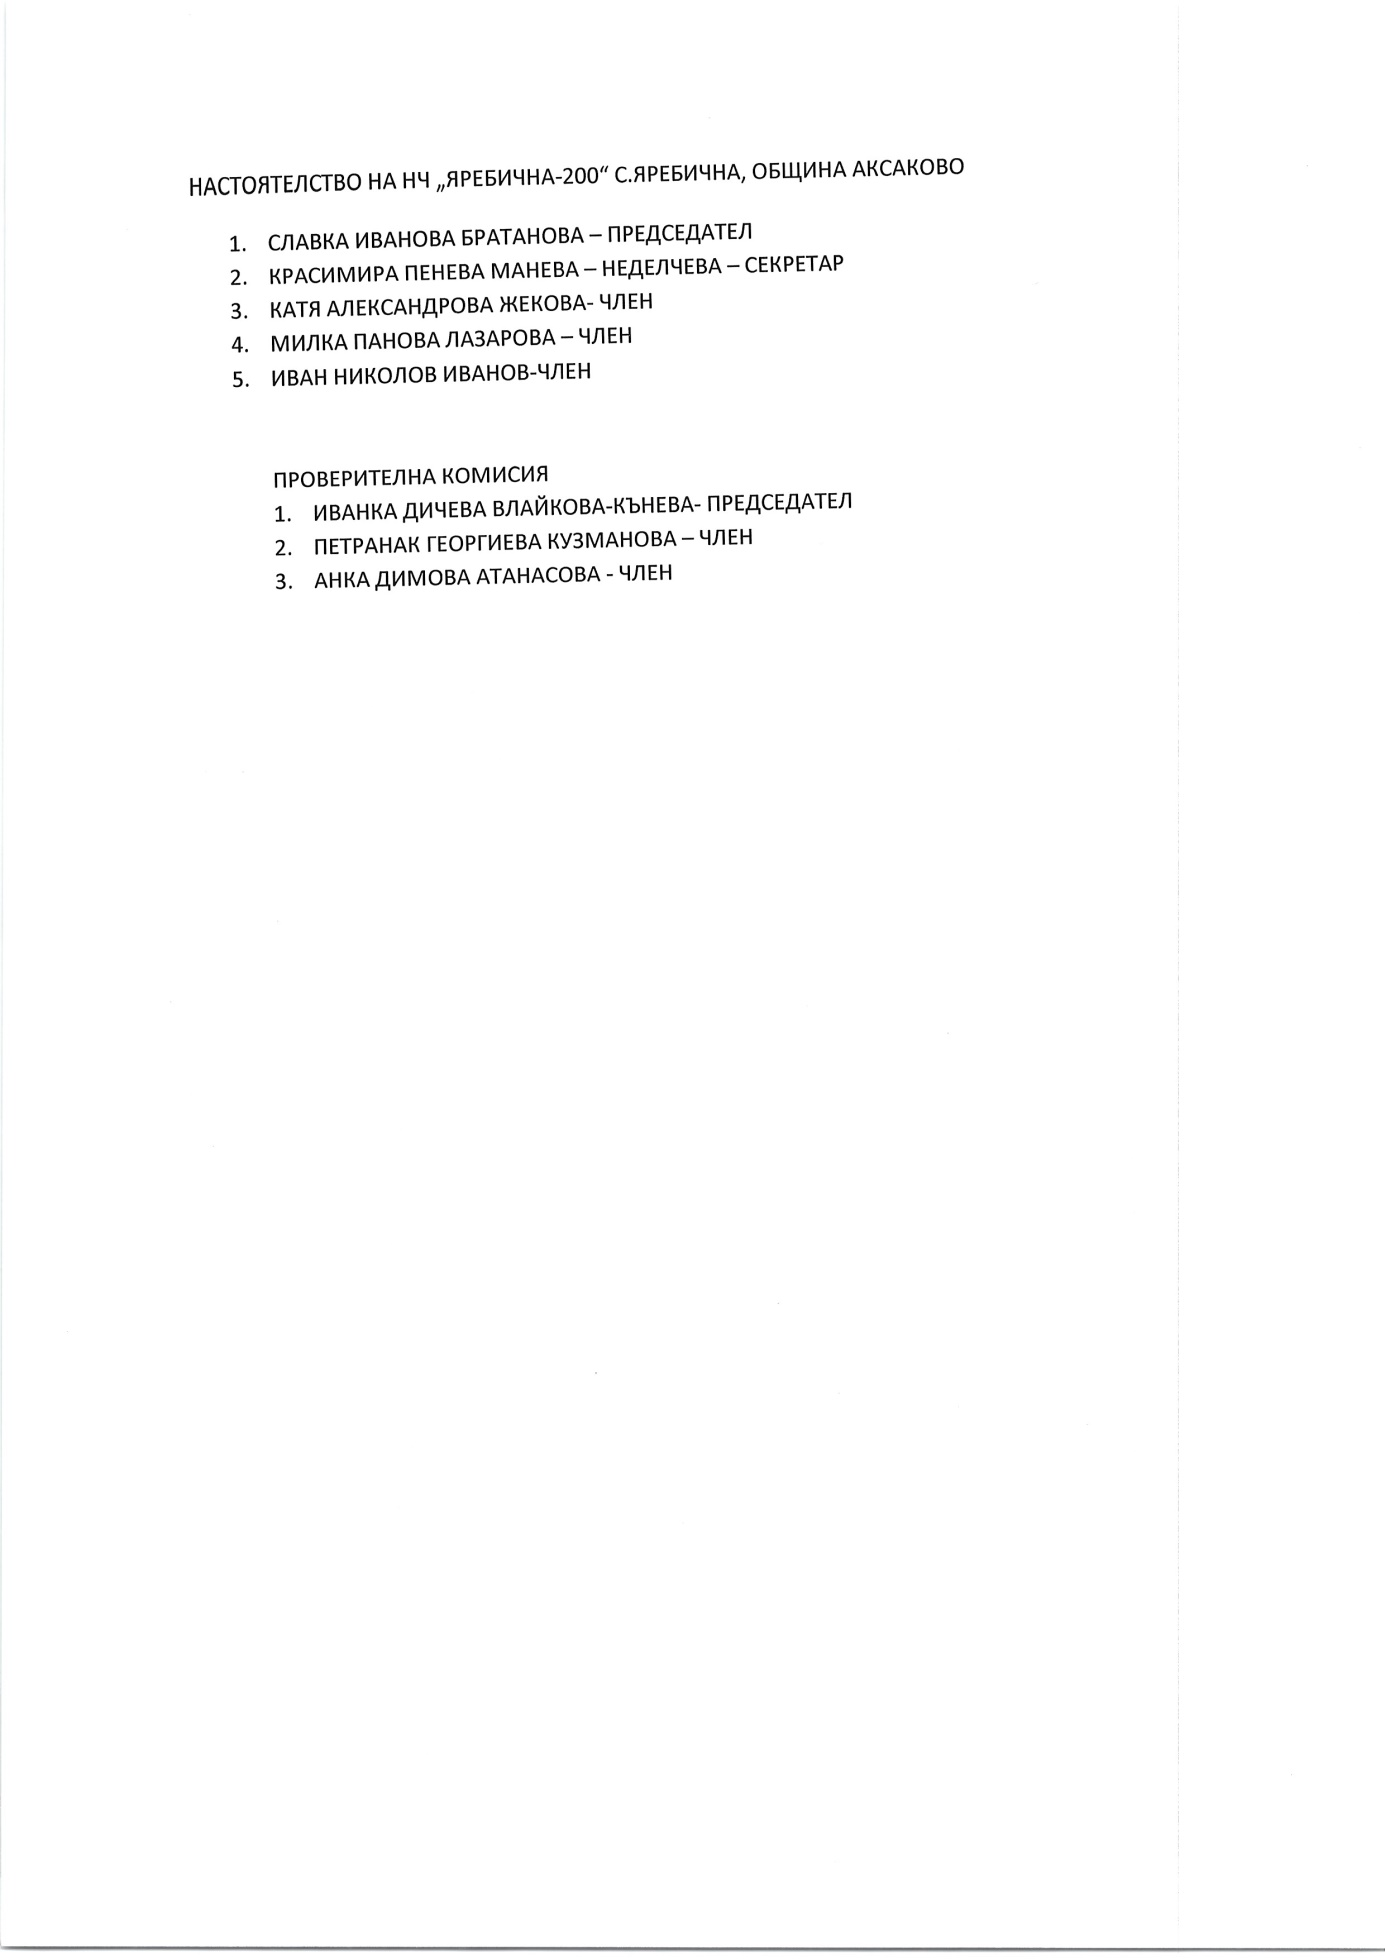 НАСТОЯТЕЛСТВО НА НЧ „ЯРЕБИЧНА-200“ С.ЯРЕБИЧНА, ОБЩИНА АКСАКОВО
1. СЛАВКА ИВАНОВА БРАТАНОВА – ПРЕДСЕДАТЕЛ
2. КРАСИМИРА ПЕНЕВА МАНЕВА – НЕДЕЛЧЕВА – СЕКРЕТАР
3. КАТЯ АЛЕКСАНДРОВА ЖЕКОВА- ЧЛЕН
4. МИЛКА ПАНОВА ЛАЗАРОВА – ЧЛЕН
5. ИВАН НИКОЛОВ ИВАНОВ-ЧЛЕН
ПРОВЕРИТЕЛНА КОМИСИЯ
1. ИВАНКА ДИЧЕВА ВЛАЙКОВА-КЪНЕВА- ПРЕДСЕДАТЕЛ
2. ПЕТРАНАК ГЕОРГИЕВА КУЗМАНОВА – ЧЛЕН
3. АНКА ДИМОВА АТАНАСОВА - ЧЛЕН